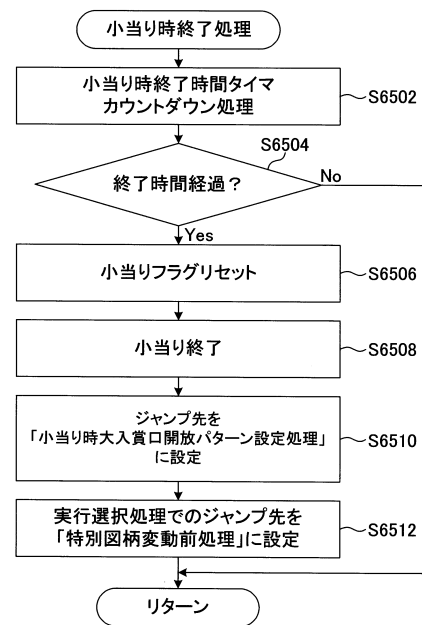 小当り時終了処理
小当り時終了時間タイマ
カウントダウン処理
S6502
S6504
終了時間経過?
No
Yes
小当りフラグリセット
S6506
小当り終了
S6508
ジャンプ先を
「小当り時大入賞口開放パターン設定処理」
に設定
S6510
実行選択処理でのジャンプ先を
「特別図柄変動前処理」に設定
S6512
リターン